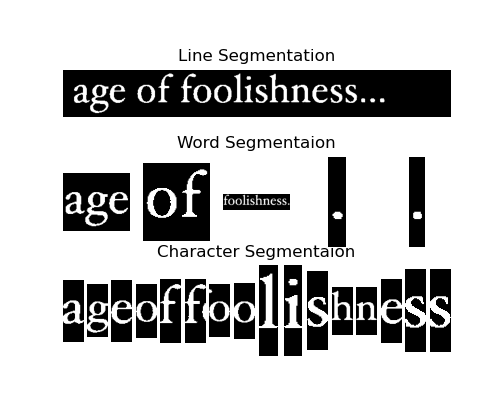 Line Segmentation
age of foolishness...
Word Segmentaion
age of foolishness. . .
Character Segmentaion
a g e o f f o o l i s h n e s s